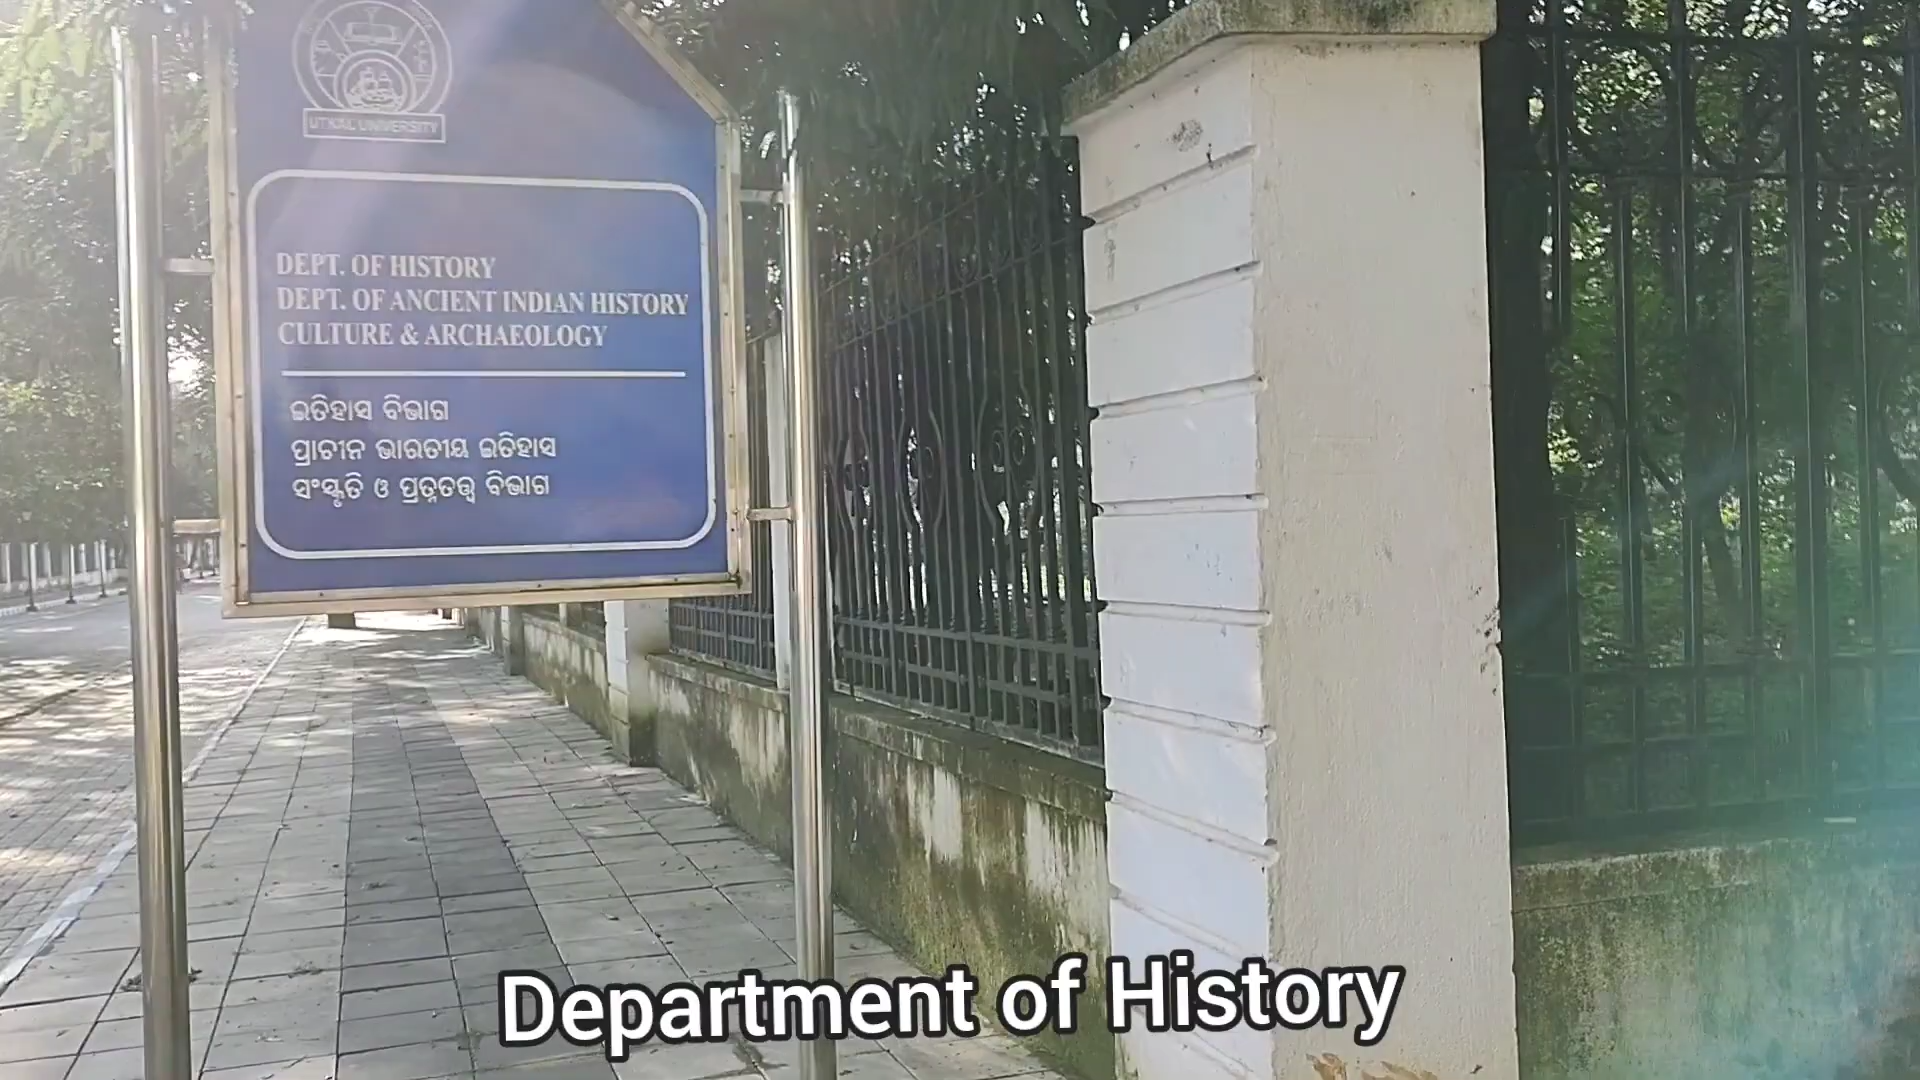 UTKAL UNIVERSITY
DEPT. OF HISTORY
DEPT. OF ANCIENT INDIAN HISTORY
CULTURE & ARCHAEOLOGY
ଇତିହାସ ବିଭାଗ
ପ୍ରାଚୀନ ଭାରତୀୟ ଇତିହାସ
ସଂସ୍କୃତି ଓ ପ୍ରତ୍ନତତ୍ତ୍ୱ ବିଭାଗ
Department of History